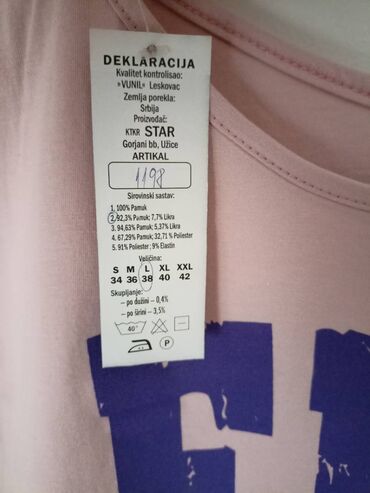 DEKLARACIJA
Kvalitet kontrolisao:
»VUNIL« Leskovac
Zemlja porekla:
Srbija
Proizvođač:
KTKR STAR
Gorjani bb, Užice
ARTIKAL
1198
Sirovinski sastav:
1. 100% Pamuk
2. 92,3% Pamuk; 7,7% Likra
3. 94,63% Pamuk; 5,37% Likra
4. 67,29% Pamuk; 32,71 % Poliester
5. 91% Poliester; 9% Elastin
Veličina:
S M L XL XXL
34 36 38 40 42
Skupljanje:
– po dužini – 0,4%
– po širini – 3,5%
40°
P